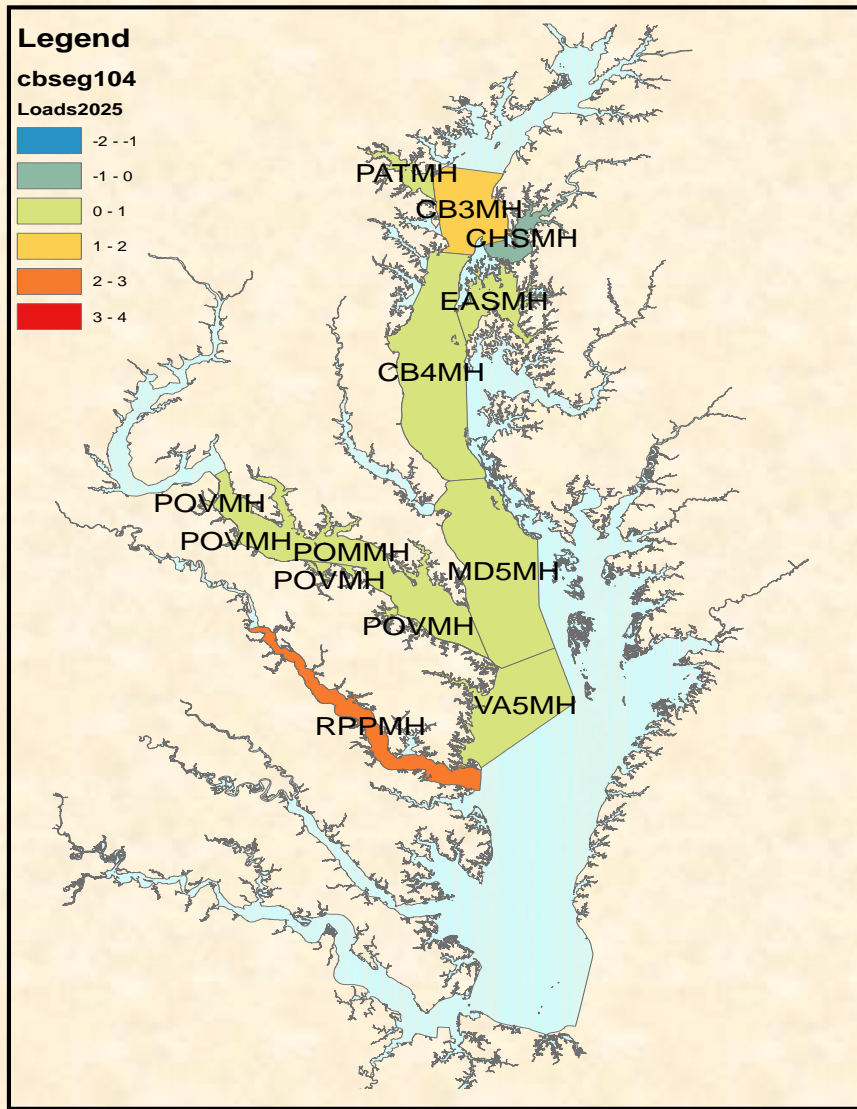 Legend
cbseg104
Loads2025
-2 - -1
-1 - 0
0 - 1
1 - 2
2 - 3
3 - 4
PATMH
CB3MH
CHSMH
EASMH
CB4MH
POVMH
POVMH
POMMH
POVMH
MD5MH
POVMH
VA5MH
RPPMH